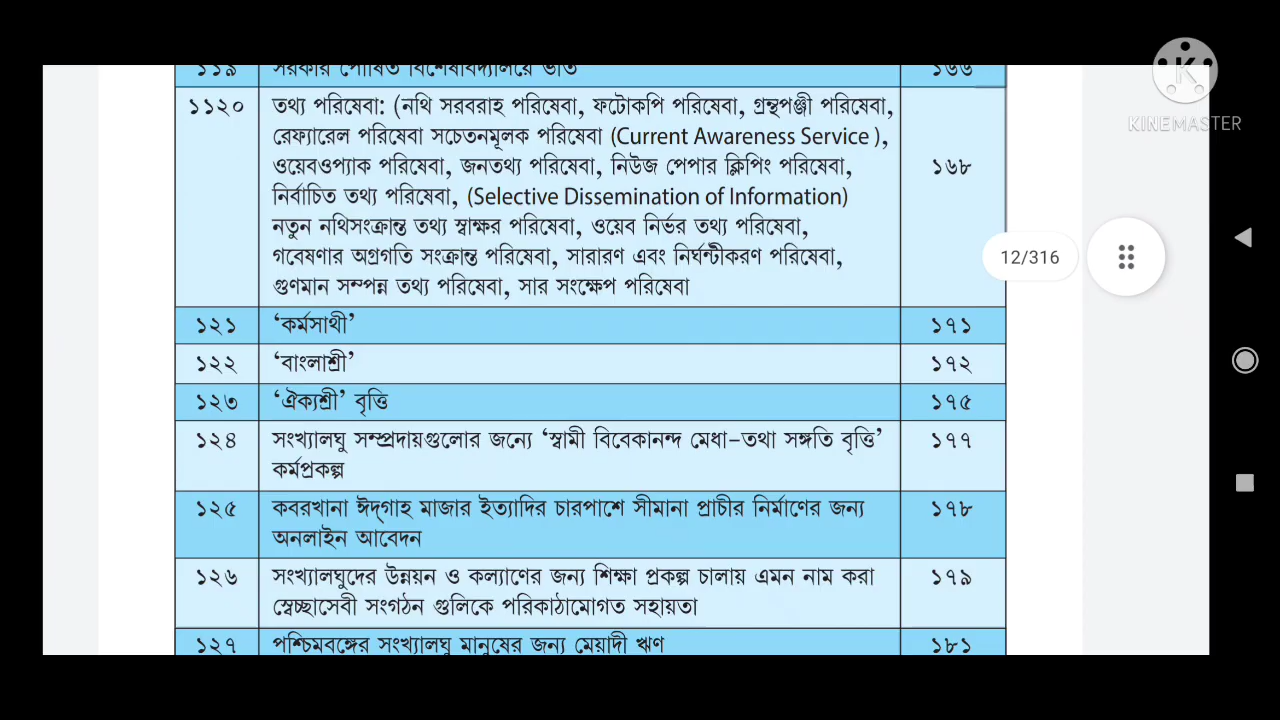 ১১৯ সরকার পোষিত বিশেষবিদ্যালয়ে ভর্তি ১৬৬
KINEMASTER
১১২০ তথ্য পরিষেবা: (নথি সরবরাহ পরিষেবা, ফটোকপি পরিষেবা, গ্রন্থপঞ্জী পরিষেবা,
রেফ্যারেল পরিষেবা সচেতনমূলক পরিষেবা (Current Awareness Service ),
ওয়েবওপ্যাক পরিষেবা, জনতথ্য পরিষেবা, নিউজ পেপার ক্লিপিং পরিষেবা, ১৬৮
নির্বাচিত তথ্য পরিষেবা, (Selective Dissemination of Information)
নতুন নথিসংক্রান্ত তথ্য স্বাক্ষর পরিষেবা, ওয়েব নির্ভর তথ্য পরিষেবা,
গবেষণার অগ্রগতি সংক্রান্ত পরিষেবা, সারারণ এবং নির্ঘন্টীকরণ পরিষেবা,
12/316
গুণমান সম্পন্ন তথ্য পরিষেবা, সার সংক্ষেপ পরিষেবা
১২১ ‘কর্মসাথী’ ১৭১
১২২ ‘বাংলাশ্রী’ ১৭২
১২৩ ‘ঐক্যশ্রী’ বৃত্তি ১৭৫
১২৪ সংখ্যালঘু সম্প্রদায়গুলোর জন্যে ‘স্বামী বিবেকানন্দ মেধা–তথা সঙ্গতি বৃত্তি’ ১৭৭
কর্মপ্রকল্প
১২৫ কবরখানা ঈদ্‌গাহ মাজার ইত্যাদির চারপাশে সীমানা প্রাচীর নির্মাণের জন্য ১৭৮
অনলাইন আবেদন
১২৬ সংখ্যালঘুদের উন্নয়ন ও কল্যাণের জন্য শিক্ষা প্রকল্প চালায় এমন নাম করা ১৭৯
স্বেচ্ছাসেবী সংগঠন গুলিকে পরিকাঠামোগত সহায়তা
১২৭ পশ্চিমবঙ্গের সংখ্যালঘু মানুষের জন্য মেয়াদী ঋণ ১৮১